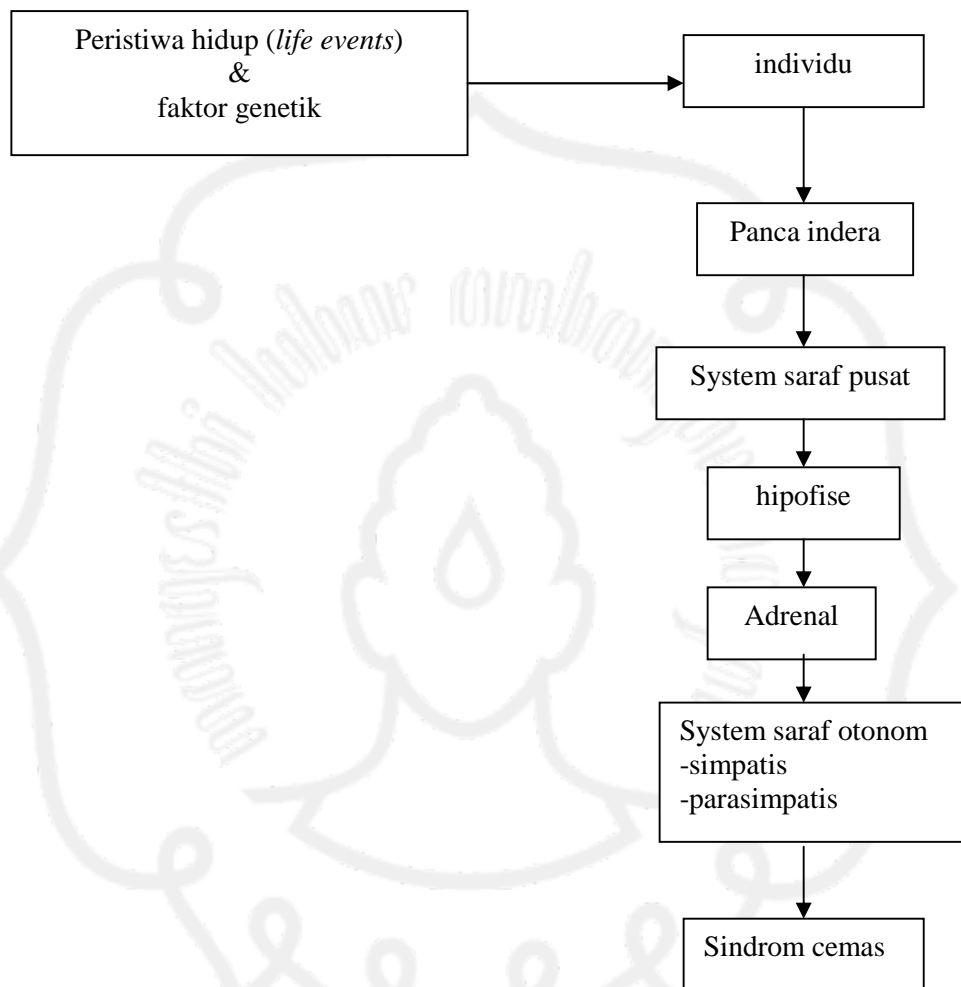 Peristiwa hidup (life events)
&
faktor genetik
individu
Panca indera
System saraf pusat
hipofise
Adrenal
System saraf otonom
-simpatis
-parasimpatis
Sindrom cemas